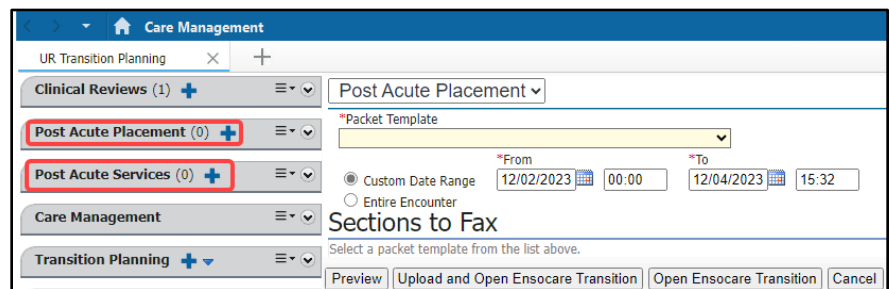 Care Management
UR Transition Planning
Clinical Reviews (1)
Post Acute Placement (0)
Post Acute Services (0)
Care Management
Transition Planning
Post Acute Placement
*Packet Template
*From
*To
Custom Date Range
12/02/2023
00:00
12/04/2023
15:32
Entire Encounter
Sections to Fax
Select a packet template from the list above.
Preview
Upload and Open Ensocare Transition
Open Ensocare Transition
Cancel